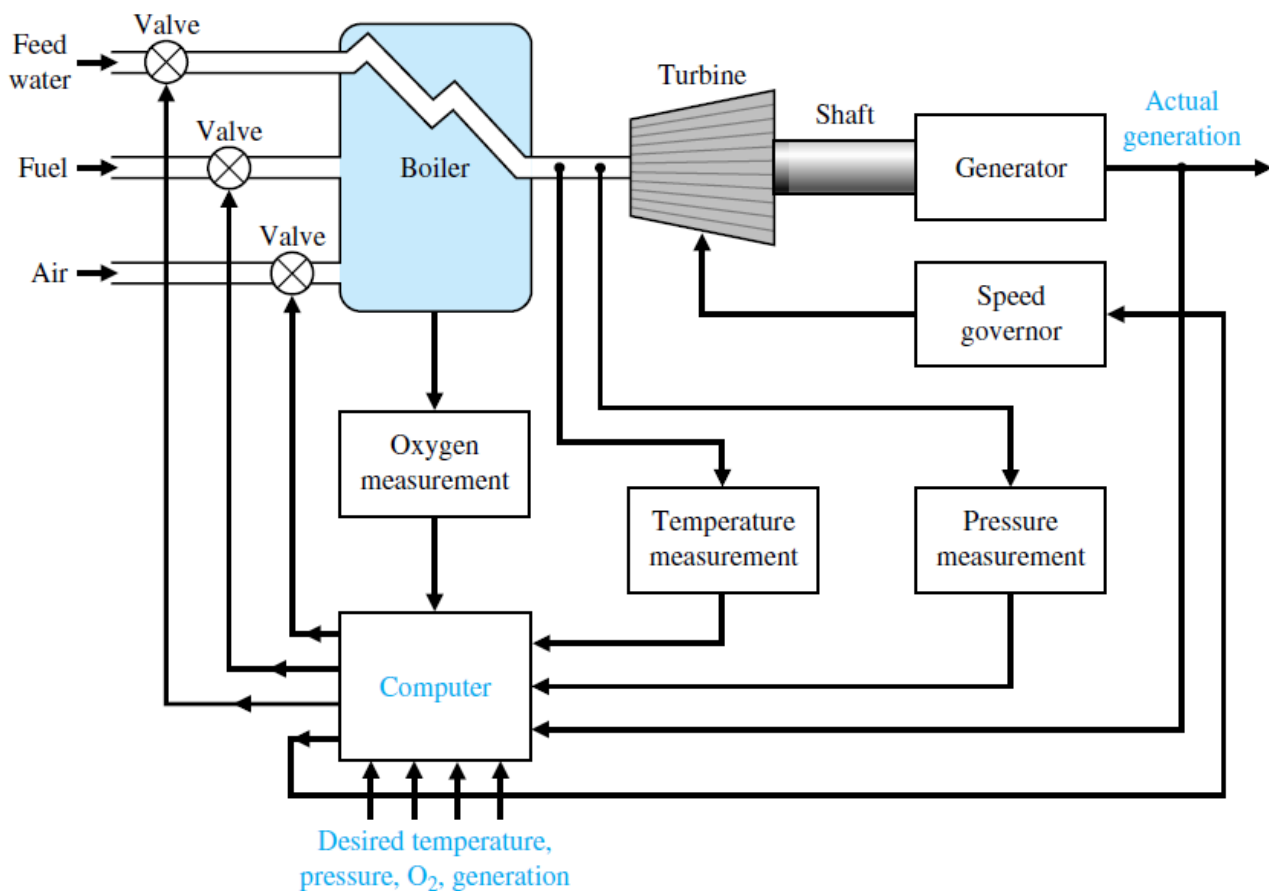 Valve
Feed
water
Valve
Fuel
Valve
Air
Boiler
Turbine
Shaft
Generator
Actual
generation
Speed
governor
Oxygen
measurement
Temperature
measurement
Pressure
measurement
Computer
Desired temperature,
pressure, O₂, generation